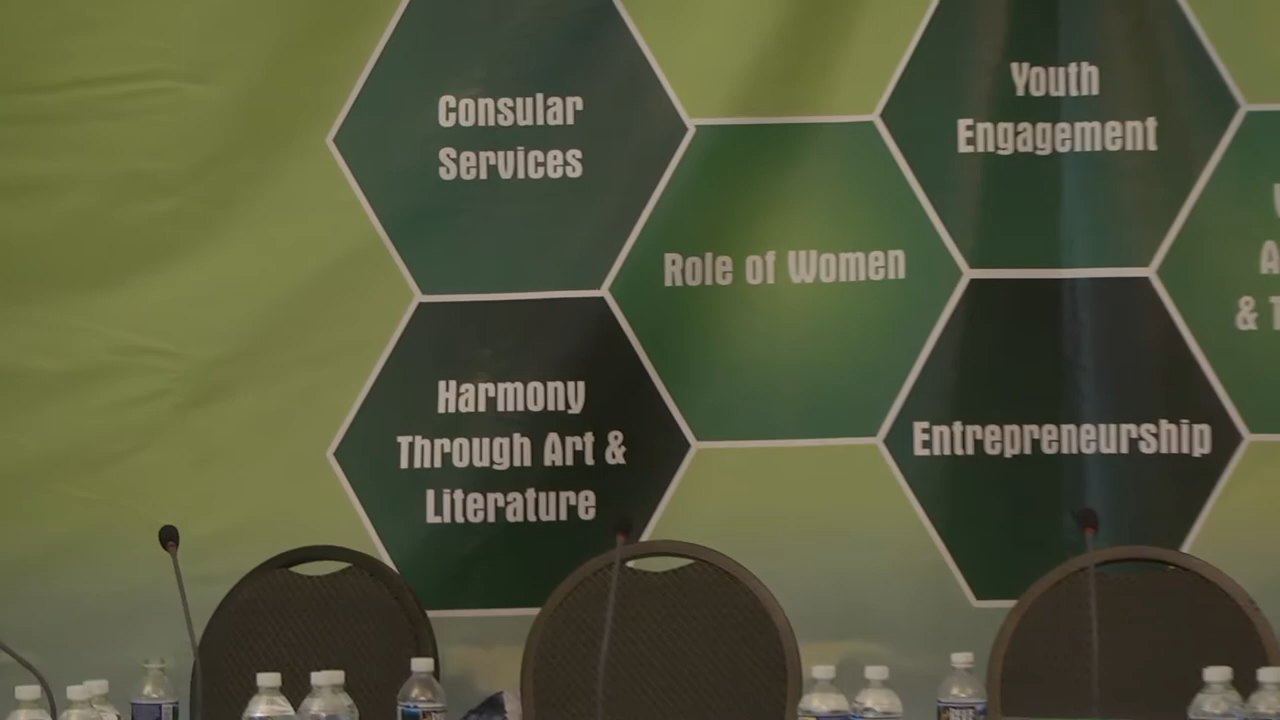 Consular
Services
Youth
Engagement
Role of Women
Harmony
Through Art &
Literature
Entrepreneurship
&